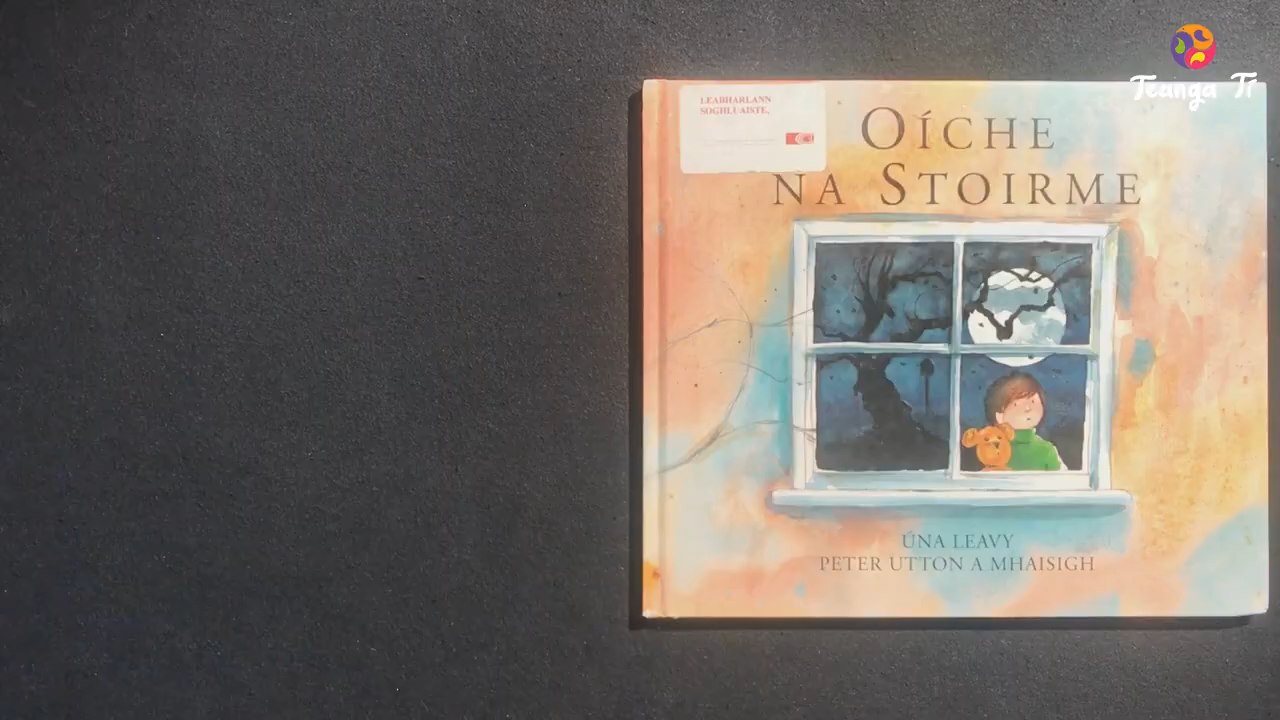 Teanga Tí
LEABHARLANN
SOGHLUAISTE,
OÍCHE
NA STOIRME
ÚNA LEAVY
PETER UTTON A MHAISIGH